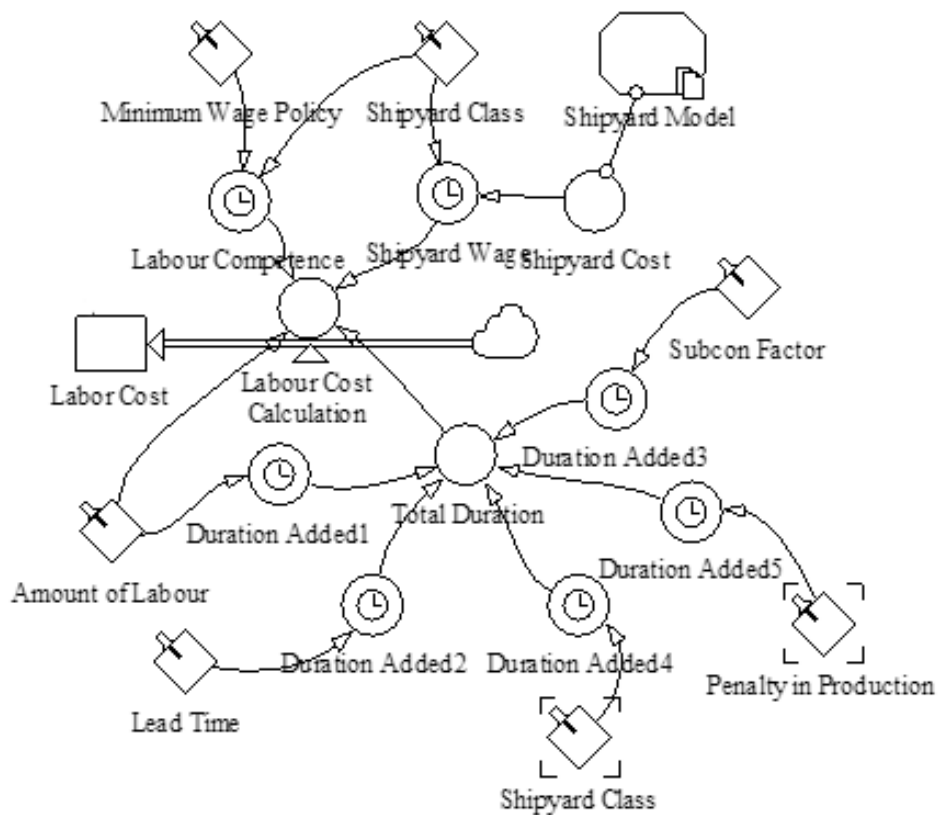 Minimum Wage Policy
Shipyard Class
Shipyard Model
Labour Competence
Shipyard Wage
Shipyard Cost
Subcon Factor
Labor Cost
Labour Cost
Calculation
Duration Added3
Total Duration
Duration Added1
Duration Added5
Amount of Labour
Duration Added2
Duration Added4
Penalty in Production
Lead Time
Shipyard Class